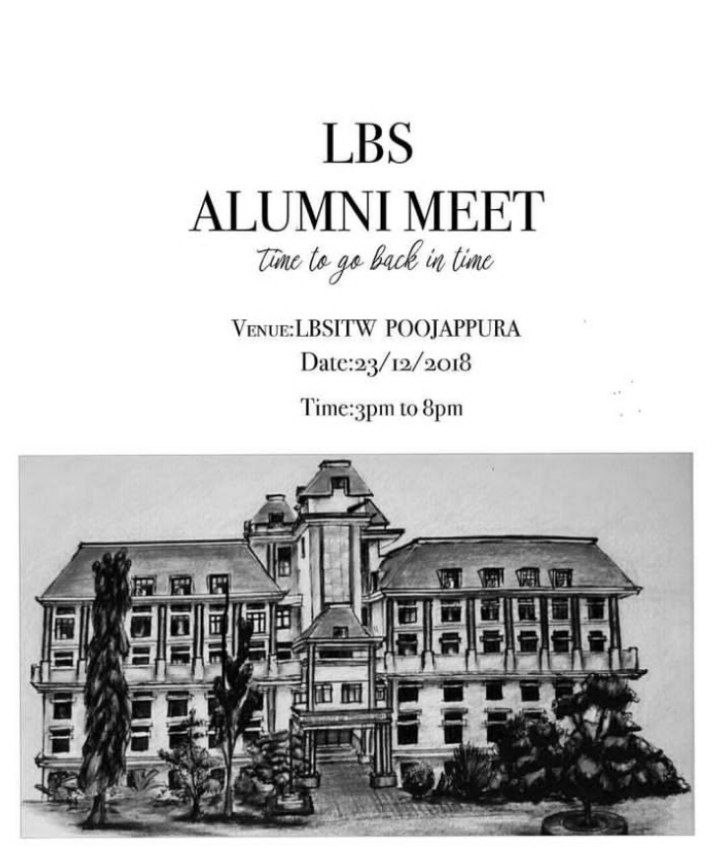 LBS
ALUMNI MEET
Time to go back in time
VENUE:LBSITW POOJAPPURA
Date:23/12/2018
Time:3pm to 8pm